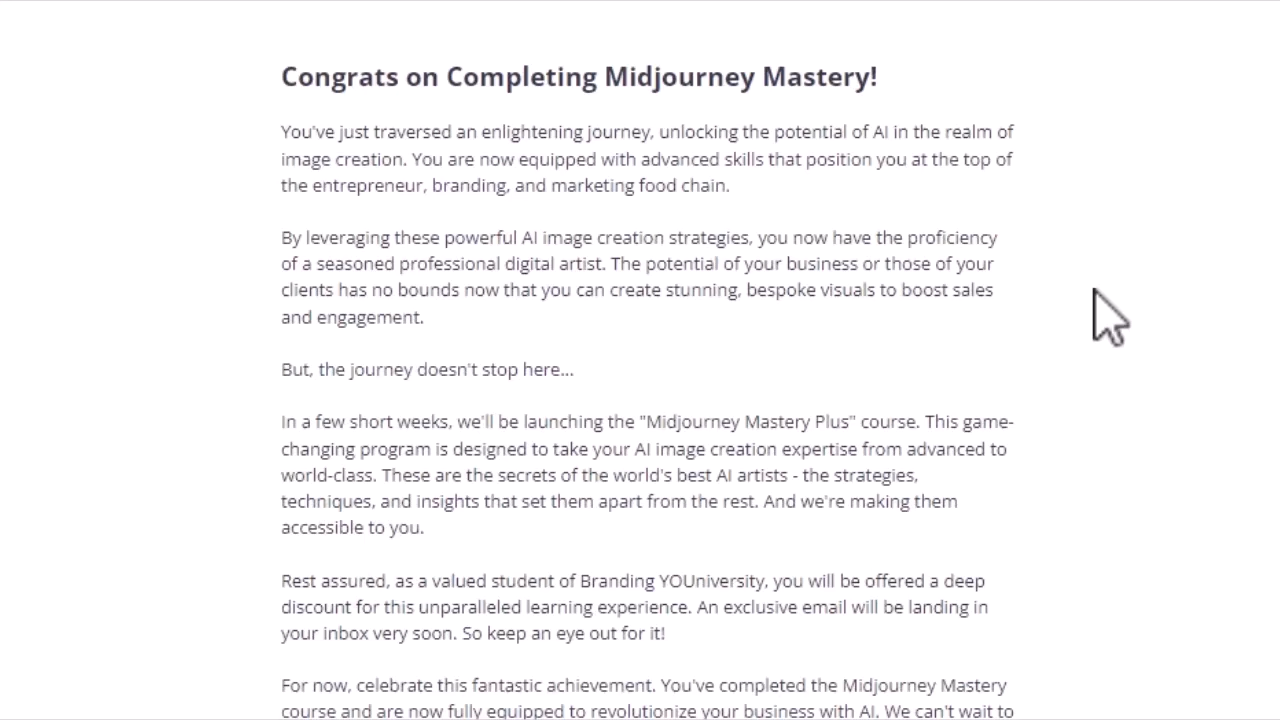 Congrats on Completing Midjourney Mastery!
You've just traversed an enlightening journey, unlocking the potential of AI in the realm of
image creation. You are now equipped with advanced skills that position you at the top of
the entrepreneur, branding, and marketing food chain.
By leveraging these powerful AI image creation strategies, you now have the proficiency
of a seasoned professional digital artist. The potential of your business or those of your
clients has no bounds now that you can create stunning, bespoke visuals to boost sales
and engagement.
But, the journey doesn't stop here...
In a few short weeks, we'll be launching the "Midjourney Mastery Plus" course. This game-
changing program is designed to take your AI image creation expertise from advanced to
world-class. These are the secrets of the world's best AI artists - the strategies,
techniques, and insights that set them apart from the rest. And we're making them
accessible to you.
Rest assured, as a valued student of Branding YOUniversity, you will be offered a deep
discount for this unparalleled learning experience. An exclusive email will be landing in
your inbox very soon. So keep an eye out for it!
For now, celebrate this fantastic achievement. You've completed the Midjourney Mastery
course and are now fully equipped to revolutionize your business with AI. We can't wait to